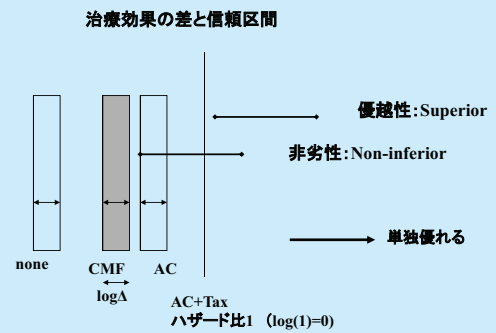 治療効果の差と信頼区間
優越性:Superior
非劣性:Non-inferior
単独優れる
none
CMF
AC
logΔ
AC+Tax
ハザード比1 (log(1)=0)